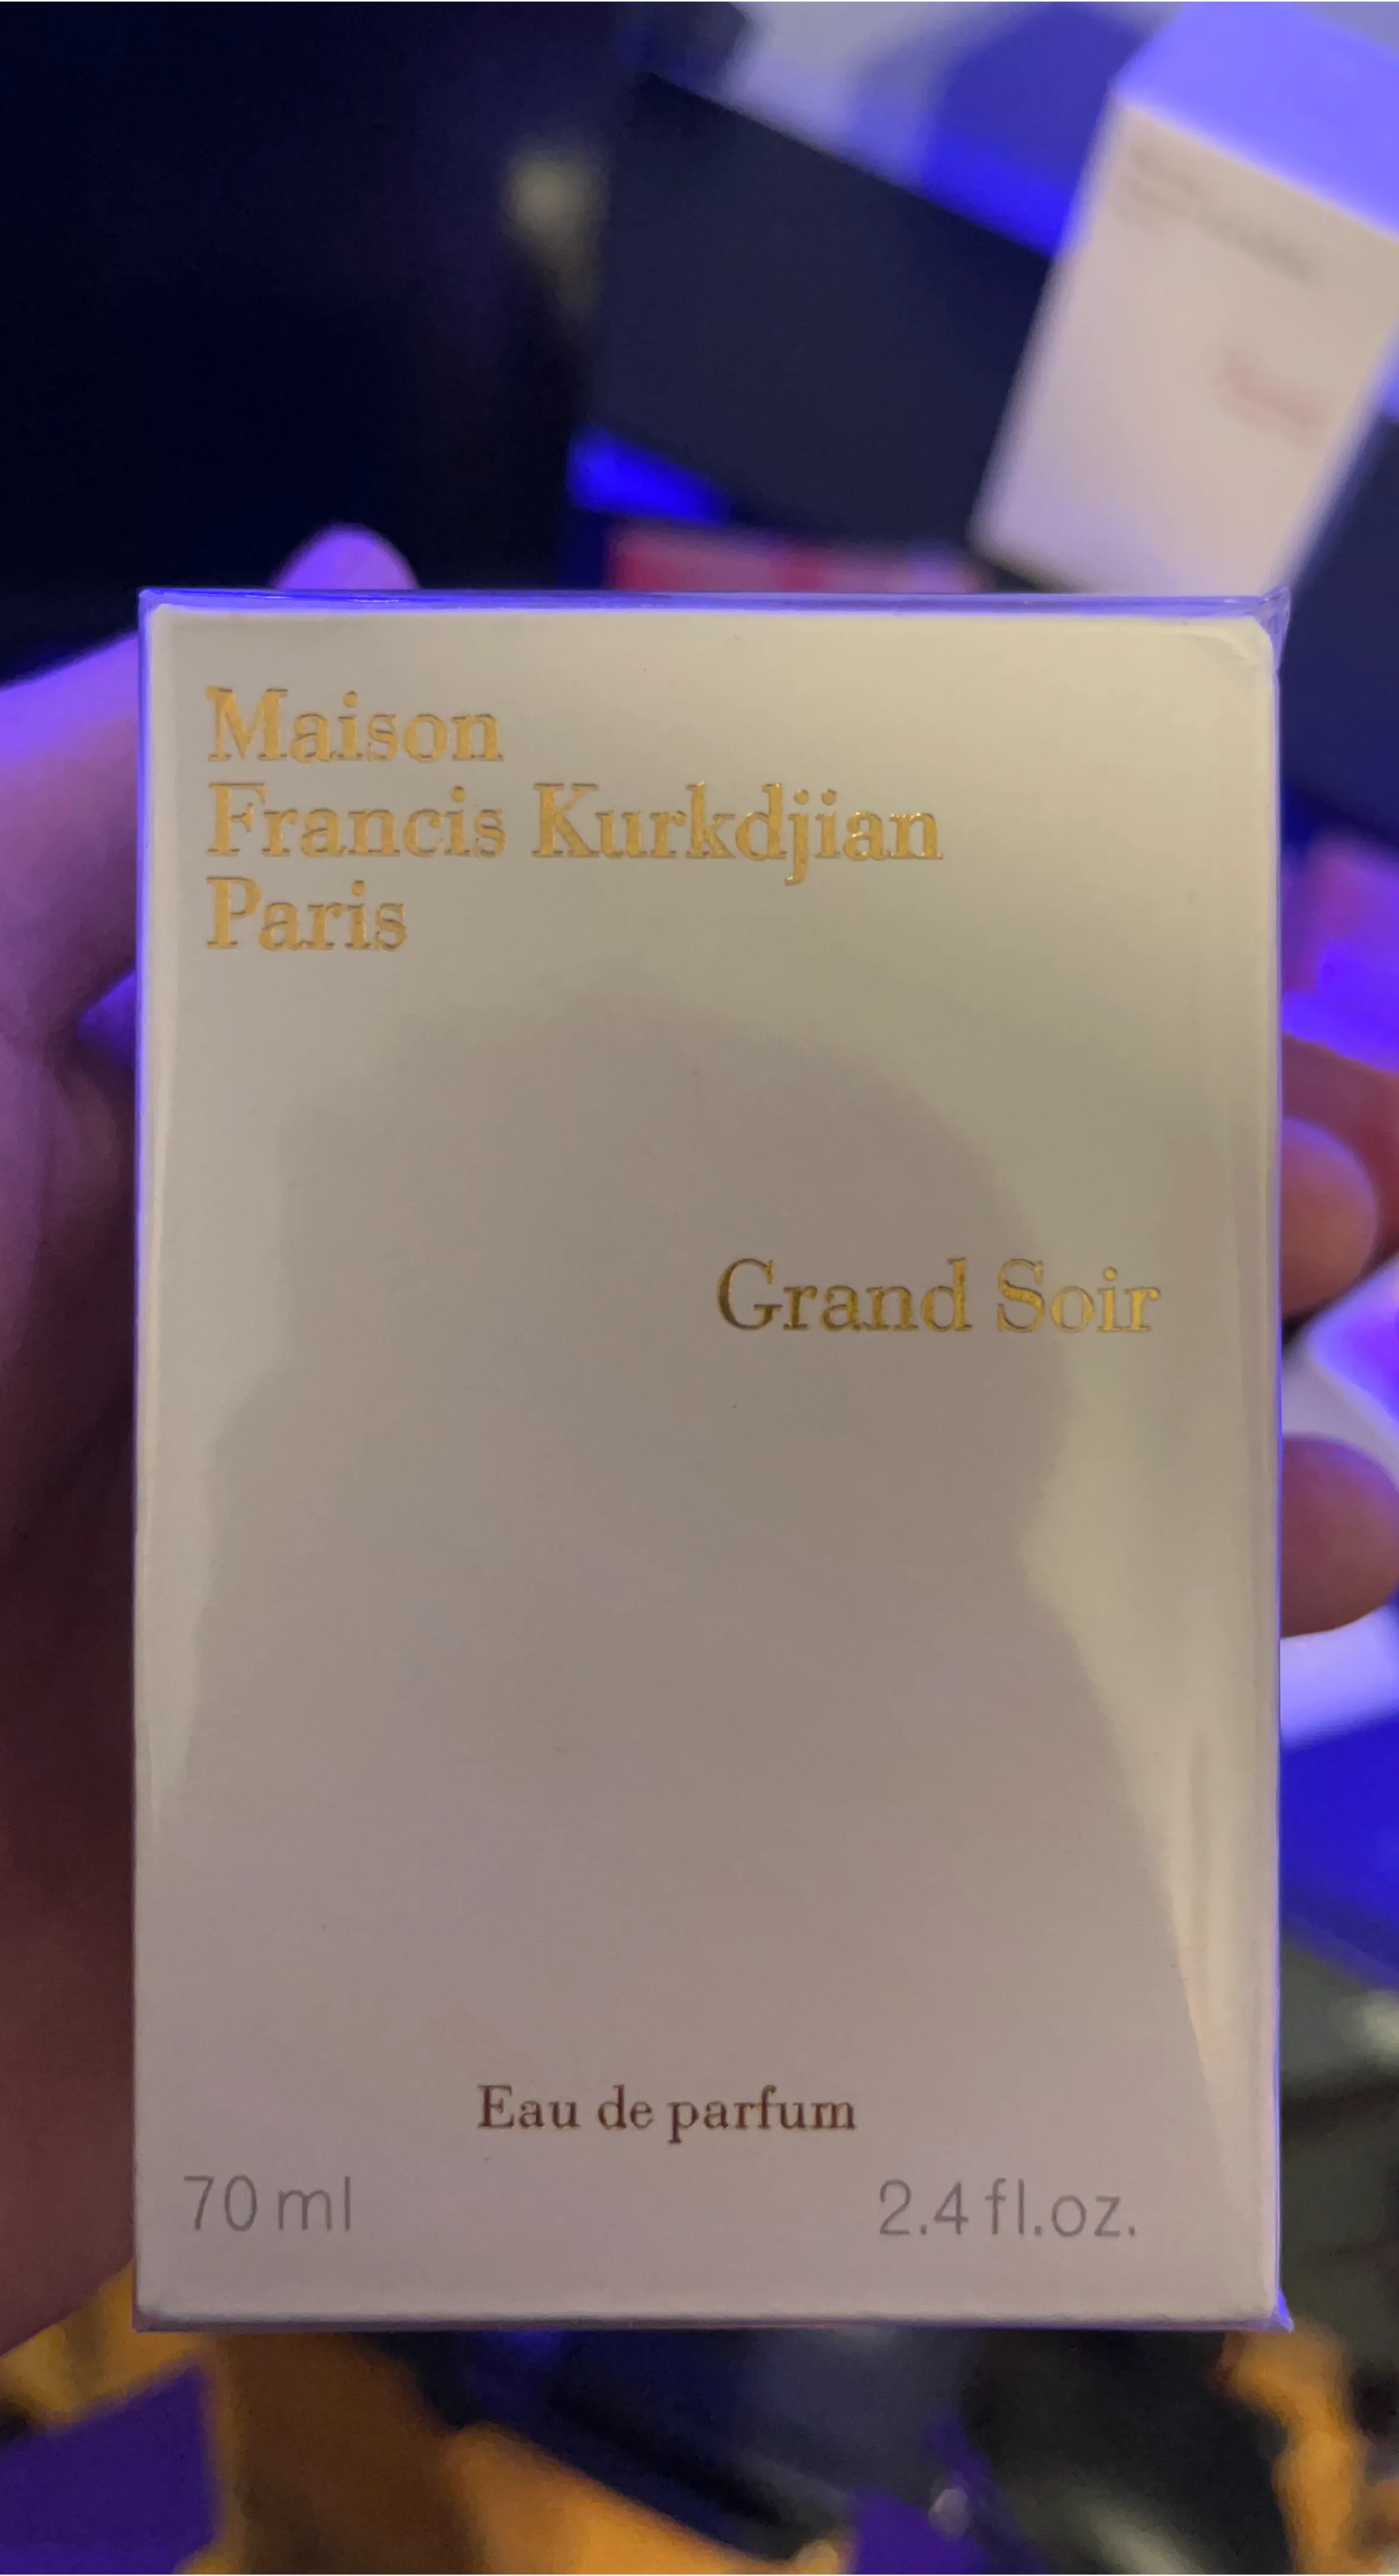 Maison
Francis Kurkdjian
Paris
Grand Soir
Eau de parfum
70 ml
2.4 fl.oz.